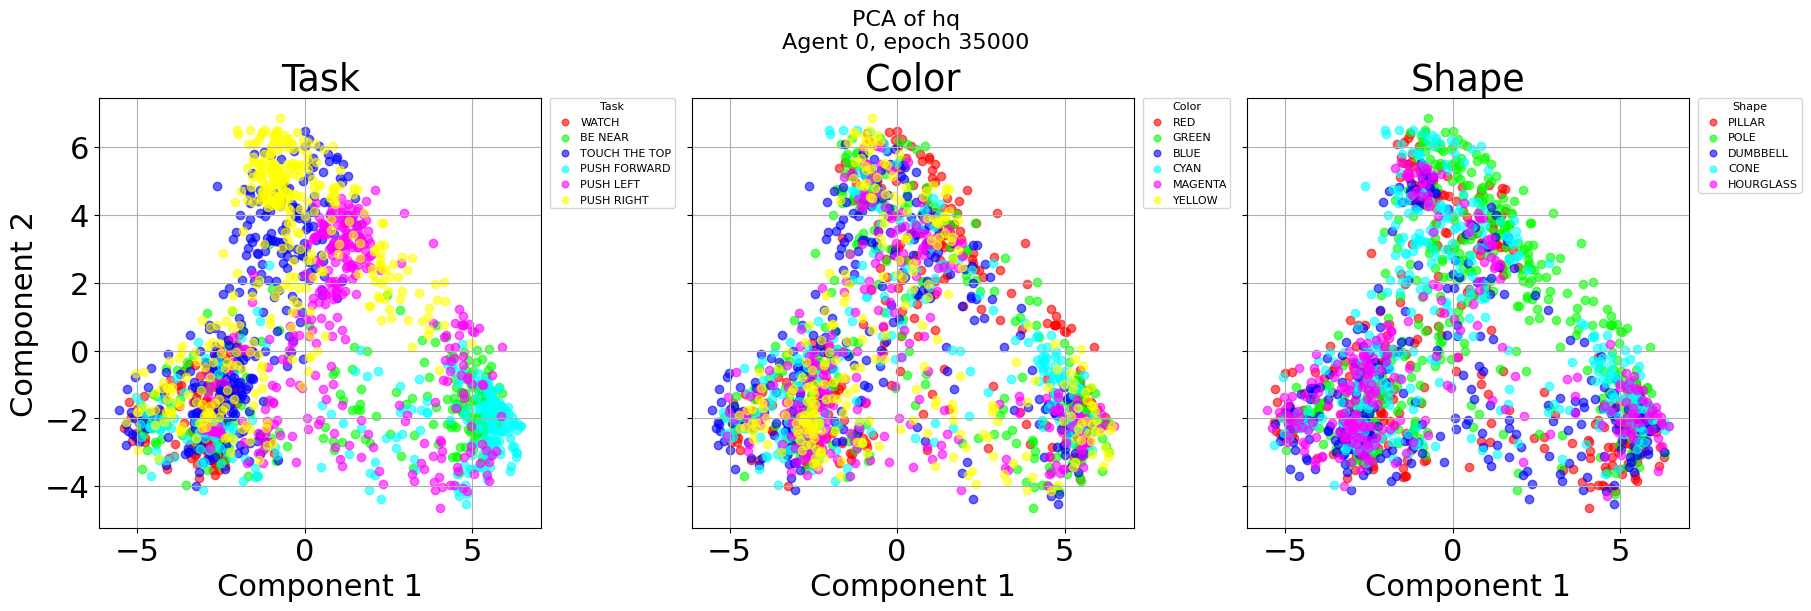 PCA of hq
Agent 0, epoch 35000
Task
Color
Shape
Component 2
6
4
2
0
−2
−4
−5 0 5
Component 1
Task
WATCH
BE NEAR
TOUCH THE TOP
PUSH FORWARD
PUSH LEFT
PUSH RIGHT
−5 0 5
Component 1
Color
RED
GREEN
BLUE
CYAN
MAGENTA
YELLOW
−5 0 5
Component 1
Shape
PILLAR
POLE
DUMBBELL
CONE
HOURGLASS